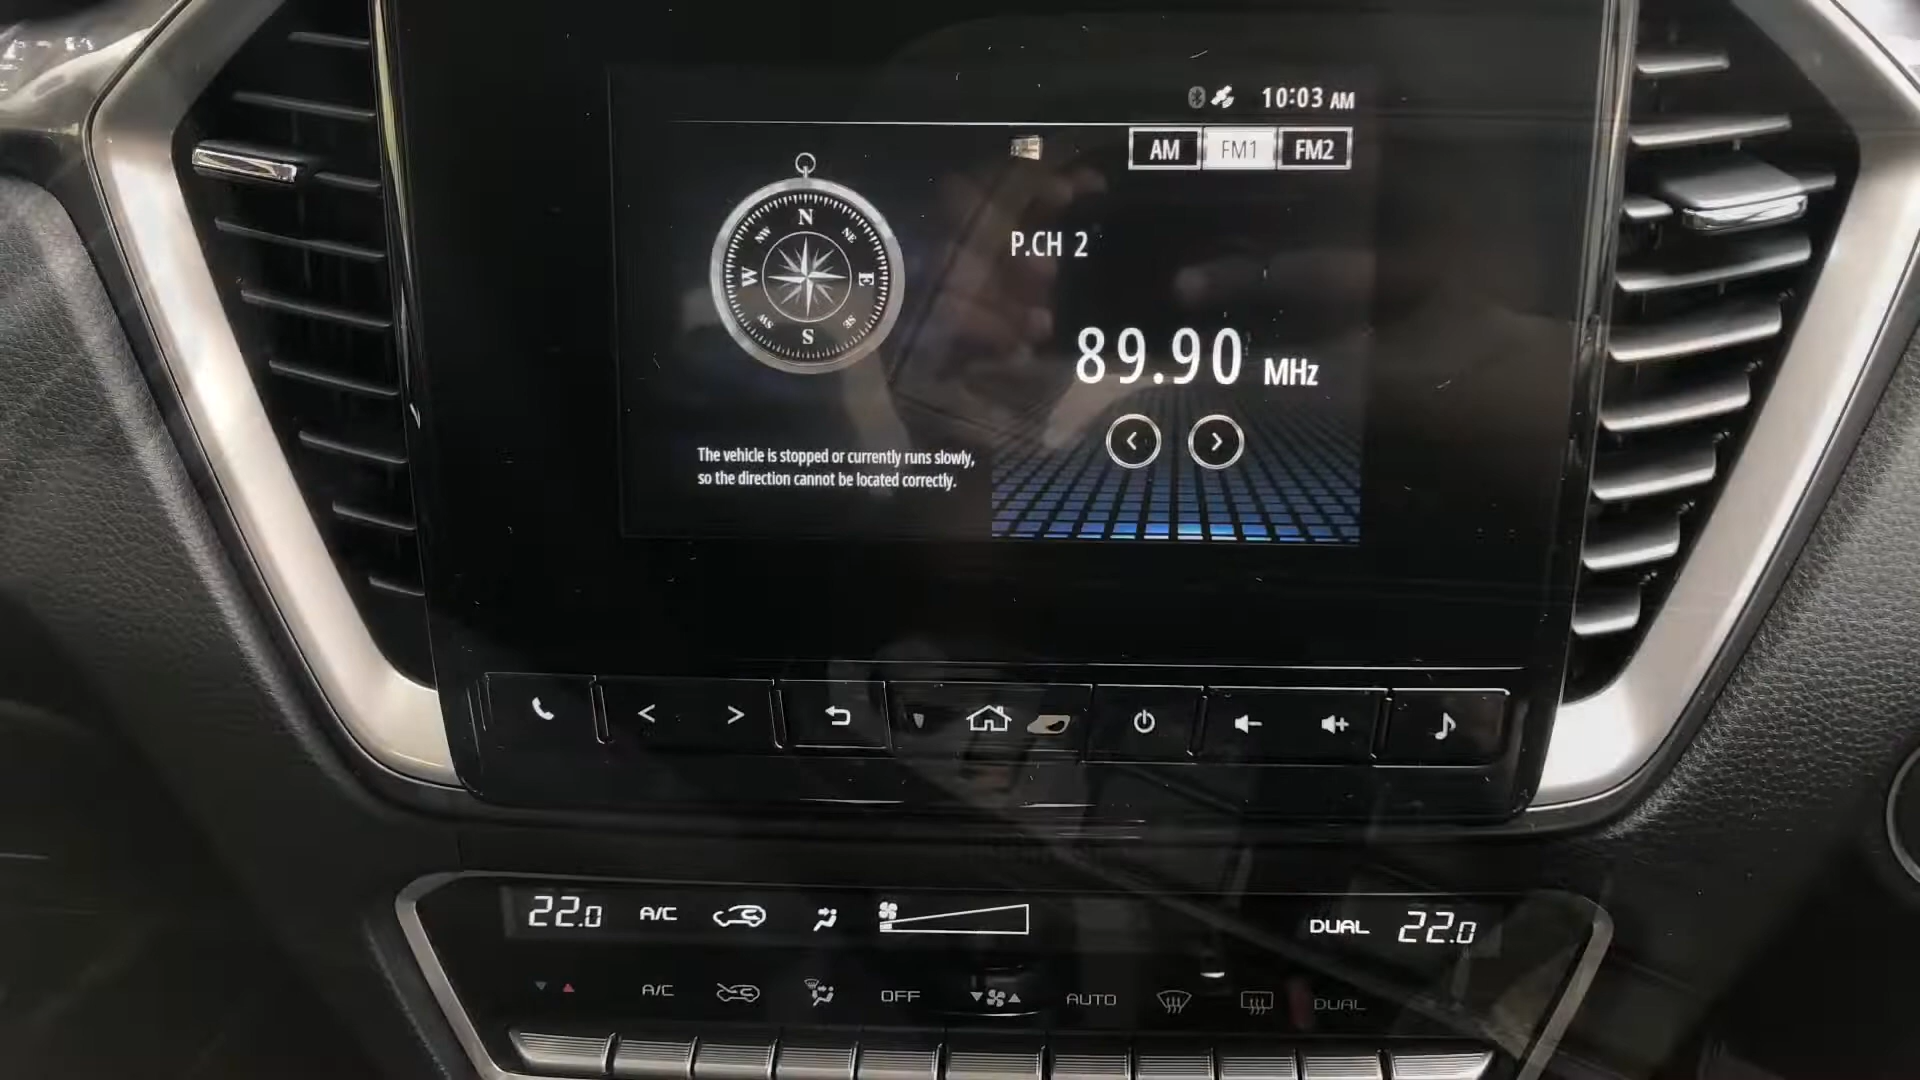 10:03 AM
AM FM1 FM2
N
NW NE
W E
SW SE
S
P.CH 2
89.90 MHz
The vehicle is stopped or currently runs slowly,
so the direction cannot be located correctly.
22.0 A/C DUAL 22.0
A/C OFF AUTO DUAL